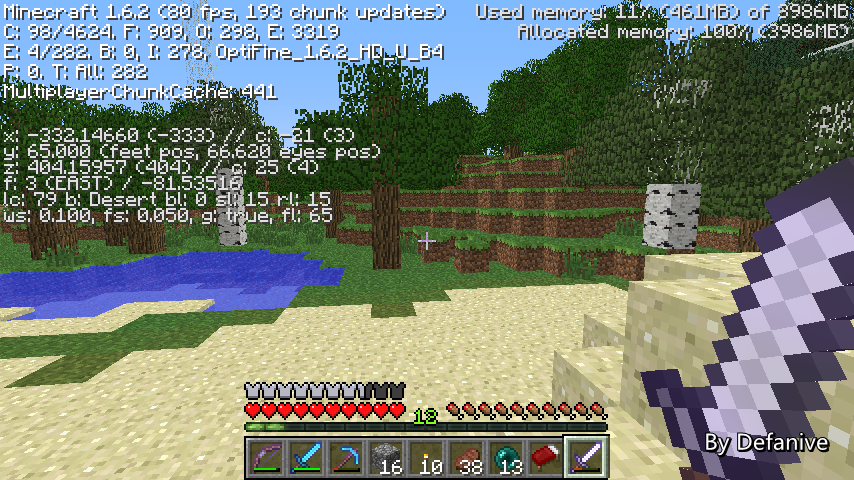 Minecraft 1.6.2 (80 fps, 193 chunk updates)
Used memory: 11% (461MB) of 3986MB
C: 98/4624. F: 909, O: 298, E: 3319
Allocated memory: 100% (3986MB)
E: 4/282. B: 0, I: 278, OptiFine_1.6.2_HD_U_B4
P: 0. T: All: 282
MultiplayerChunkCache: 441
x: -332.14660 (-333) // c: -21 (3)
y: 65.000 (feet pos, 66.620 eyes pos)
z: 404.15957 (404) // c: 25 (4)
f: 3 (EAST) / -81.53516
lc: 79 b: Desert bl: 0 sl: 15 rl: 15
ws: 0.100, fs: 0.050, g: true, fl: 65
18
16 10 38 13
By Defanive